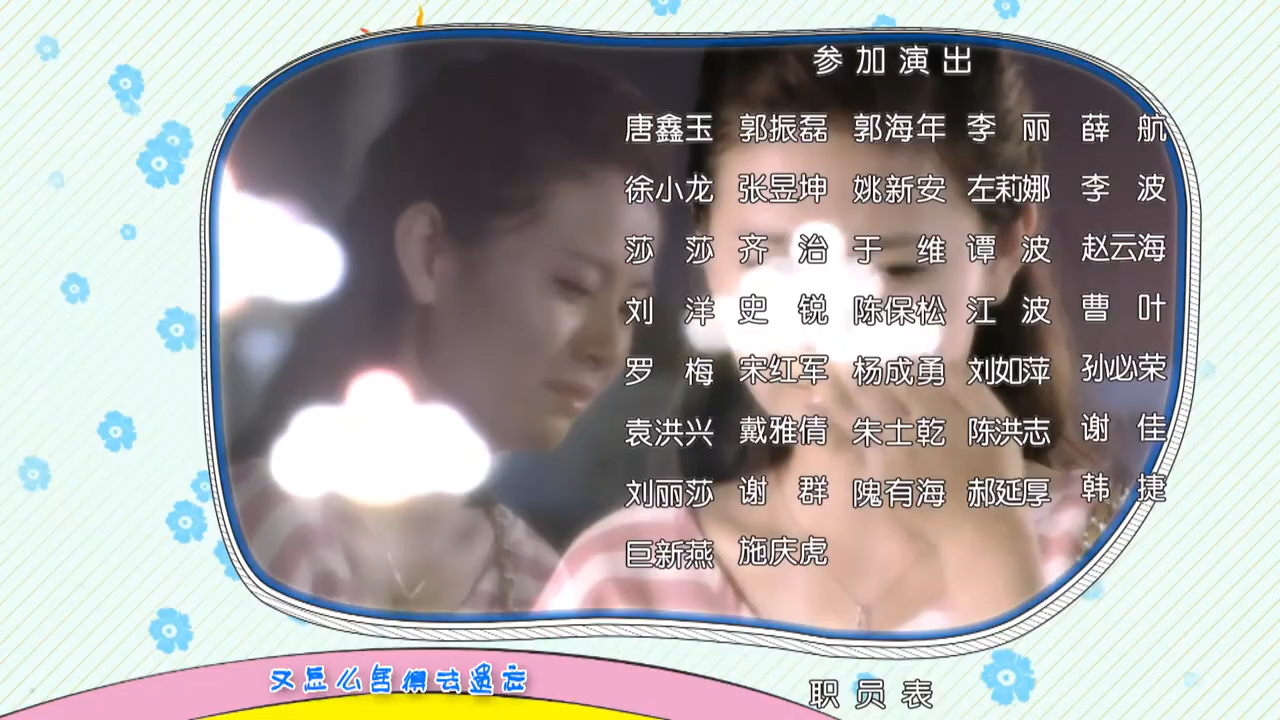 参加演出
唐鑫玉 郭振磊 郭海年 李 丽 薛 航
徐小龙 张昱坤 姚新安 左莉娜 李 波
莎 莎 齐 治 于 维 谭 波 赵云海
刘 洋 史 锐 陈保松 江 波 曹 叶
罗 梅 宋红军 杨成勇 刘如萍 孙必荣
袁洪兴 戴雅倩 朱士乾 陈洪志 谢 佳
刘丽莎 谢 群 隗有海 郝延厚 韩 捷
巨新燕 施庆虎
又怎么舍得去遗忘
职员表